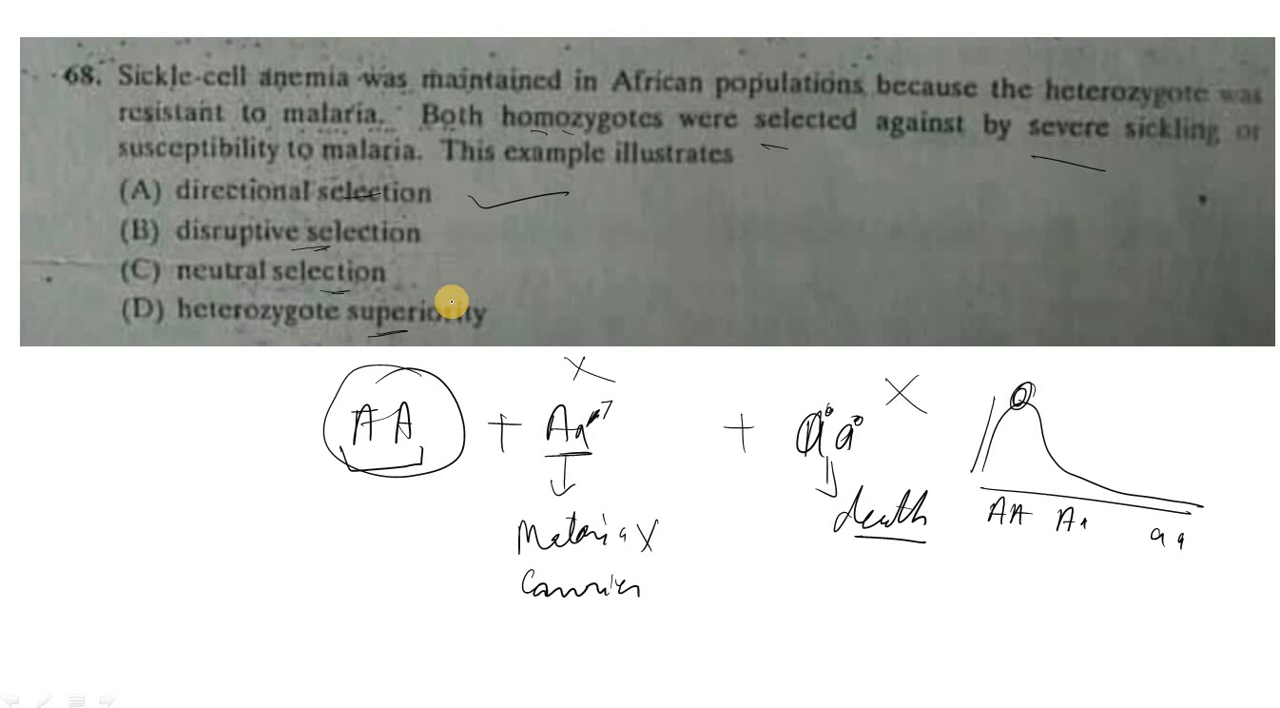 68. Sickle-cell anemia was maintained in African populations because the heterozygote was
resistant to malaria. Both homozygotes were selected against by severe sickling or
susceptibility to malaria. This example illustrates
(A) directional selection
(B) disruptive selection
(C) neutral selection
(D) heterozygote superiority
AA + Aa + aa
death
AA Aa aa
Carrier